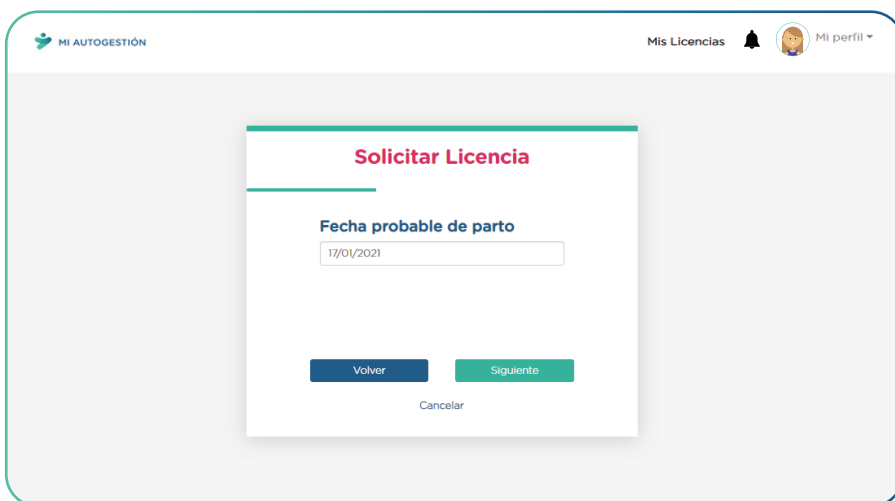 MI AUTOGESTIÓN
Mis Licencias
Mi perfil
Solicitar Licencia
Fecha probable de parto
17/01/2021
Volver
Siguiente
Cancelar